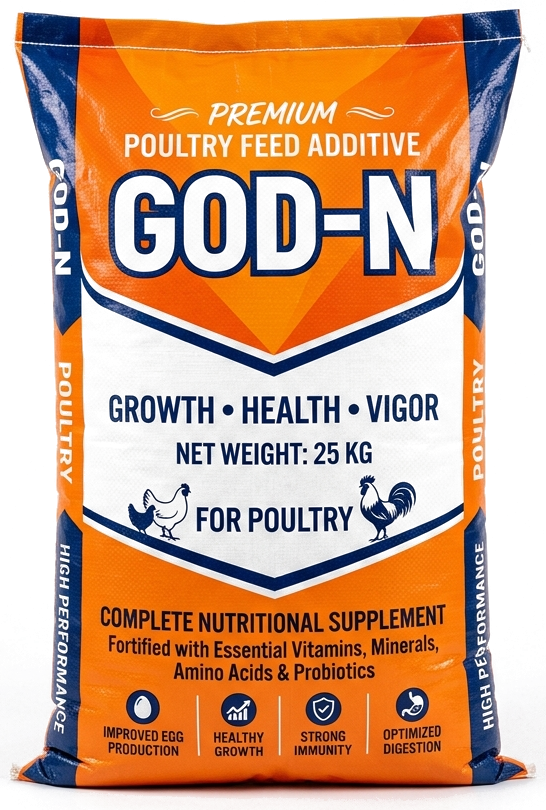 PREMIUM
POULTRY FEED ADDITIVE
GOD-N
GROWTH • HEALTH • VIGOR
NET WEIGHT: 25 KG
FOR POULTRY
COMPLETE NUTRITIONAL SUPPLEMENT
Fortified with Essential Vitamins, Minerals,
Amino Acids & Probiotics
IMPROVED EGG
PRODUCTION
HEALTHY
GROWTH
STRONG
IMMUNITY
OPTIMIZED
DIGESTION
GOD-N
POULTRY
HIGH PERFORMANCE
GOD-N
POULTRY
HIGH PERFORMANCE